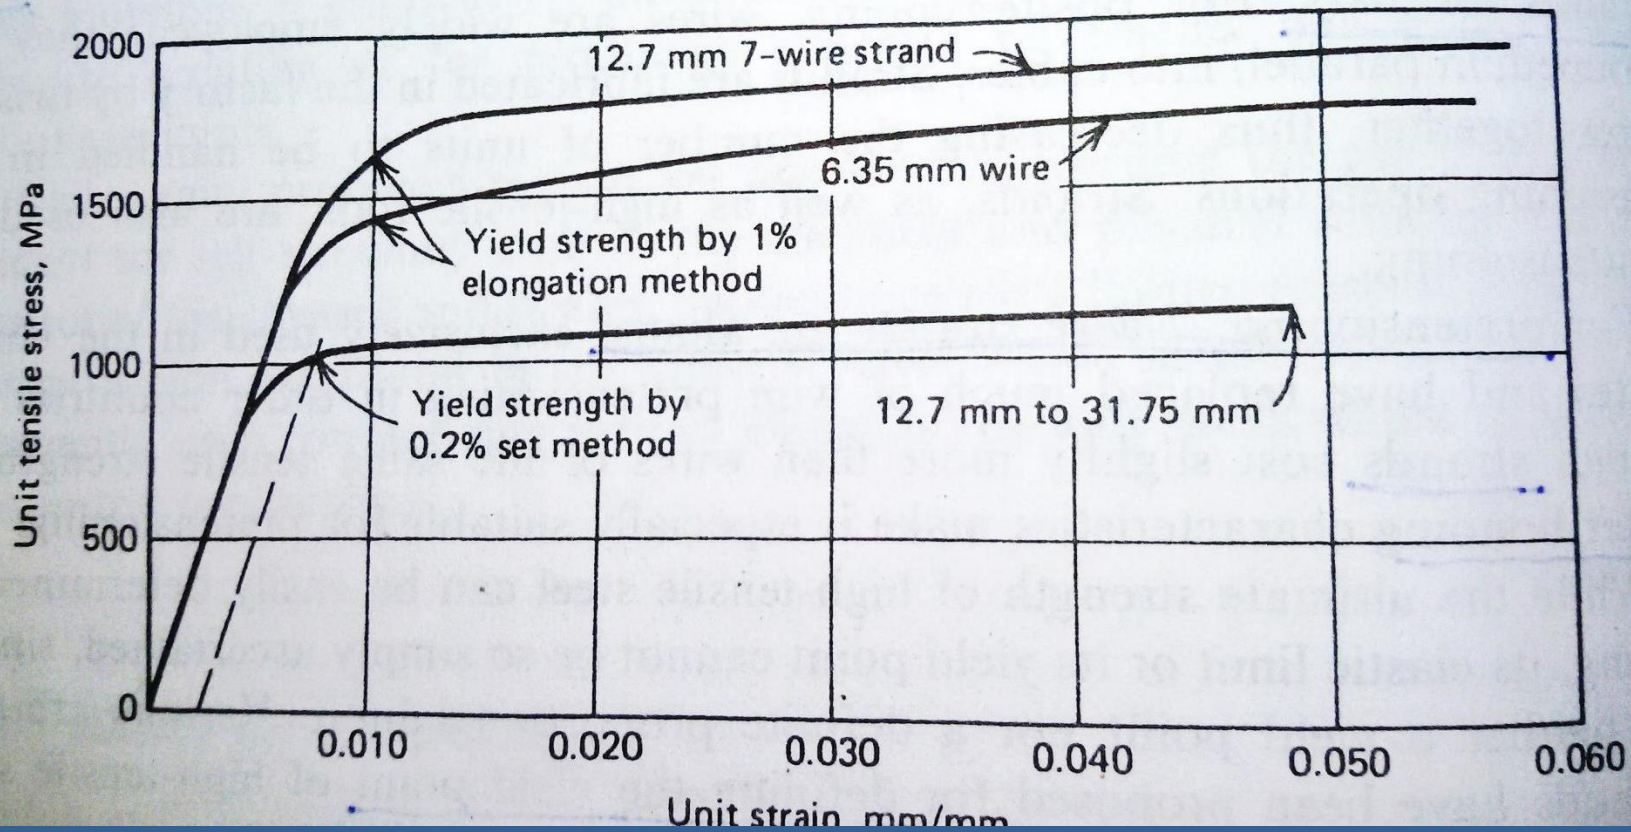 2000
12.7 mm 7-wire strand
6.35 mm wire
1500
Yield strength by 1%
elongation method
1000
Yield strength by
0.2% set method
12.7 mm to 31.75 mm
500
0
Unit tensile stress, MPa
0.010 0.020 0.030 0.040 0.050 0.060
Unit strain mm/mm